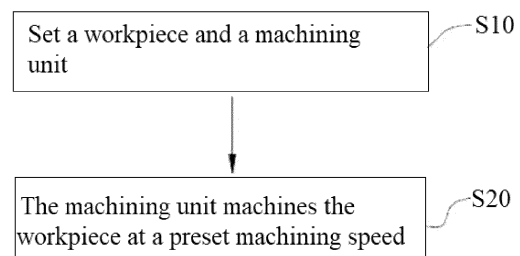 Set a workpiece and a machining
unit
S10
The machining unit machines the
workpiece at a preset machining speed
S20